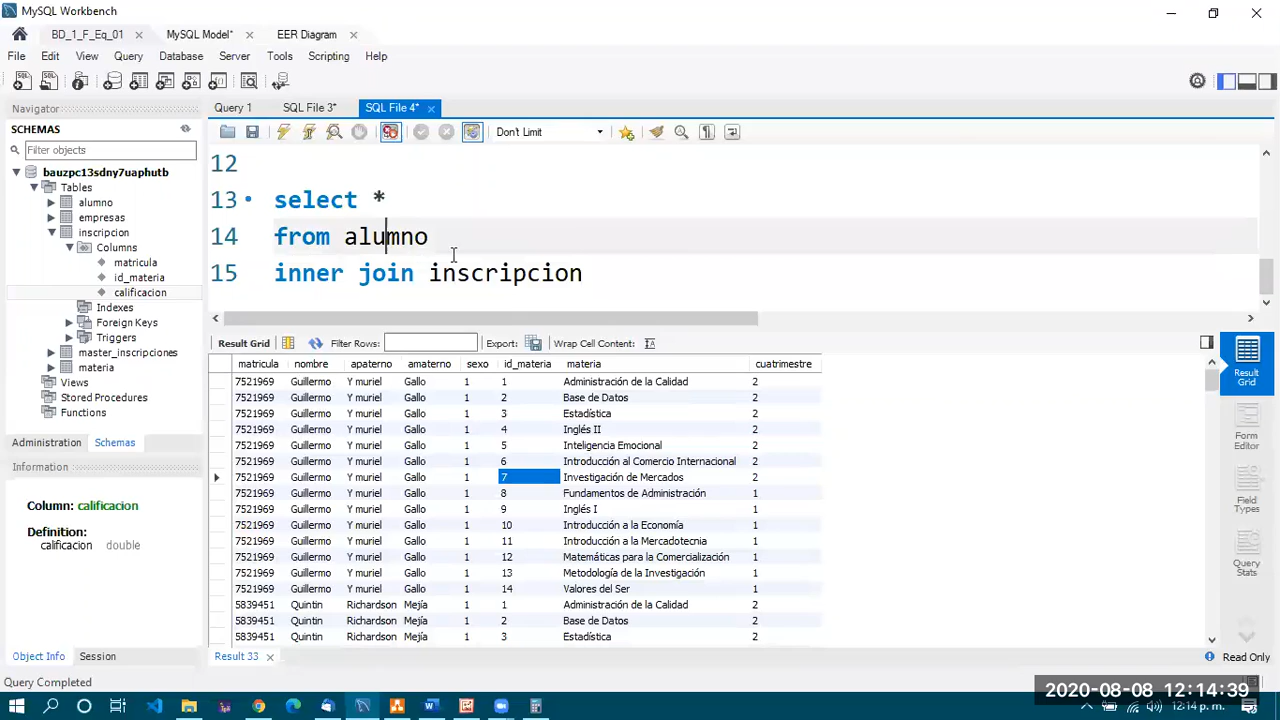 MySQL Workbench
BD_1_F_Eq_01 MySQL Model* EER Diagram
File Edit View Query Database Server Tools Scripting Help
Navigator
SCHEMAS
Filter objects
bauzpc13sdny7uaphutb
Tables
alumno
empresas
inscripcion
Columns
matricula
id_materia
calificacion
Indexes
Foreign Keys
Triggers
master_inscripciones
materia
Views
Stored Procedures
Functions
Administration Schemas
Information
Column: calificacion
Definition:
calificacion double
Object Info Session
Query 1 SQL File 3* SQL File 4*
Don't Limit
12
13 select *
14 from alumno
15 inner join inscripcion
Result Grid Filter Rows: Export: Wrap Cell Content:
matricula nombre apaterno amaterno sexo id_materia materia cuatrimestre
7521969 Guillermo Y muriel Gallo 1 1 Administración de la Calidad 2
7521969 Guillermo Y muriel Gallo 1 2 Base de Datos 2
7521969 Guillermo Y muriel Gallo 1 3 Estadística 2
7521969 Guillermo Y muriel Gallo 1 4 Inglés II 2
7521969 Guillermo Y muriel Gallo 1 5 Inteligencia Emocional 2
7521969 Guillermo Y muriel Gallo 1 6 Introducción al Comercio Internacional 2
7521969 Guillermo Y muriel Gallo 1 7 Investigación de Mercados 2
7521969 Guillermo Y muriel Gallo 1 8 Fundamentos de Administración 1
7521969 Guillermo Y muriel Gallo 1 9 Inglés I 1
7521969 Guillermo Y muriel Gallo 1 10 Introducción a la Economía 1
7521969 Guillermo Y muriel Gallo 1 11 Introducción a la Mercadotecnia 1
7521969 Guillermo Y muriel Gallo 1 12 Matemáticas para la Comercialización 1
7521969 Guillermo Y muriel Gallo 1 13 Metodología de la Investigación 1
7521969 Guillermo Y muriel Gallo 1 14 Valores del Ser 1
5839451 Quintin Richardson Mejía 1 1 Administración de la Calidad 2
5839451 Quintin Richardson Mejía 1 2 Base de Datos 2
5839451 Quintin Richardson Mejía 1 3 Estadística 2
Result Grid
Form Editor
Field Types
Query Stats
Result 33
Read Only
Query Completed
2020-08-08 12:14:39
12:14 p. m.